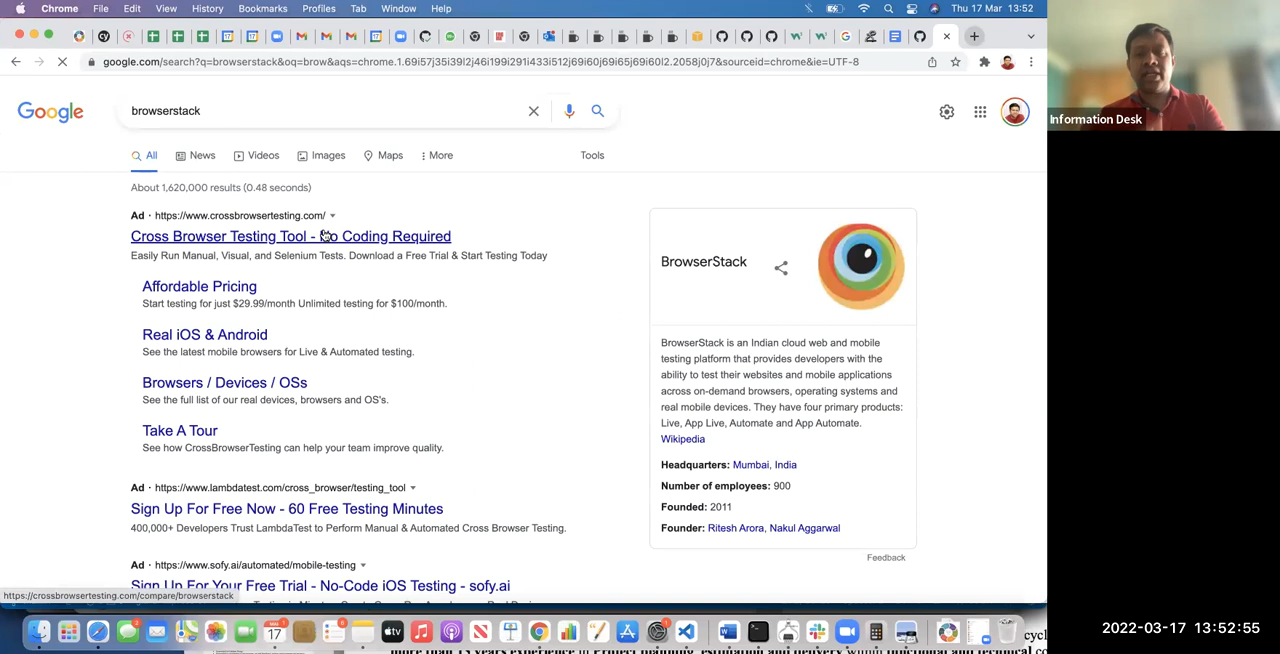 Chrome File Edit View History Bookmarks Profiles Tab Window Help
Thu 17 Mar 13:52
google.com/search?q=browserstack&oq=brow&aqs=chrome.1.69i57j35i39l2j46i199i291i433i512j69i60j69i65j69i60l2.2058j0j7&sourceid=chrome&ie=UTF-8
Google
browserstack
All News Videos Images Maps More Tools
About 1,620,000 results (0.48 seconds)
Ad · https://www.crossbrowsertesting.com/
Cross Browser Testing Tool - No Coding Required
Easily Run Manual, Visual, and Selenium Tests. Download a Free Trial & Start Testing Today
Affordable Pricing
Start testing for just $29.99/month Unlimited testing for $100/month.
Real iOS & Android
See the latest mobile browsers for Live & Automated testing.
Browsers / Devices / OSs
See the full list of our real devices, browsers and OS's.
Take A Tour
See how CrossBrowserTesting can help your team improve quality.
Ad · https://www.lambdatest.com/cross_browser/testing_tool
Sign Up For Free Now - 60 Free Testing Minutes
400,000+ Developers Trust LambdaTest to Perform Manual & Automated Cross Browser Testing.
Ad · https://www.sofy.ai/automated/mobile-testing
Sign Up For Your Free Trial - No-Code iOS Testing - sofy.ai
https://crossbrowsertesting.com/compare/browserstack
BrowserStack
BrowserStack is an Indian cloud web and mobile
testing platform that provides developers with the
ability to test their websites and mobile applications
across on-demand browsers, operating systems and
real mobile devices. They have four primary products:
Live, App Live, Automate and App Automate.
Wikipedia
Headquarters: Mumbai, India
Number of employees: 900
Founded: 2011
Founder: Ritesh Arora, Nakul Aggarwal
Feedback
Information Desk
2022-03-17 13:52:55